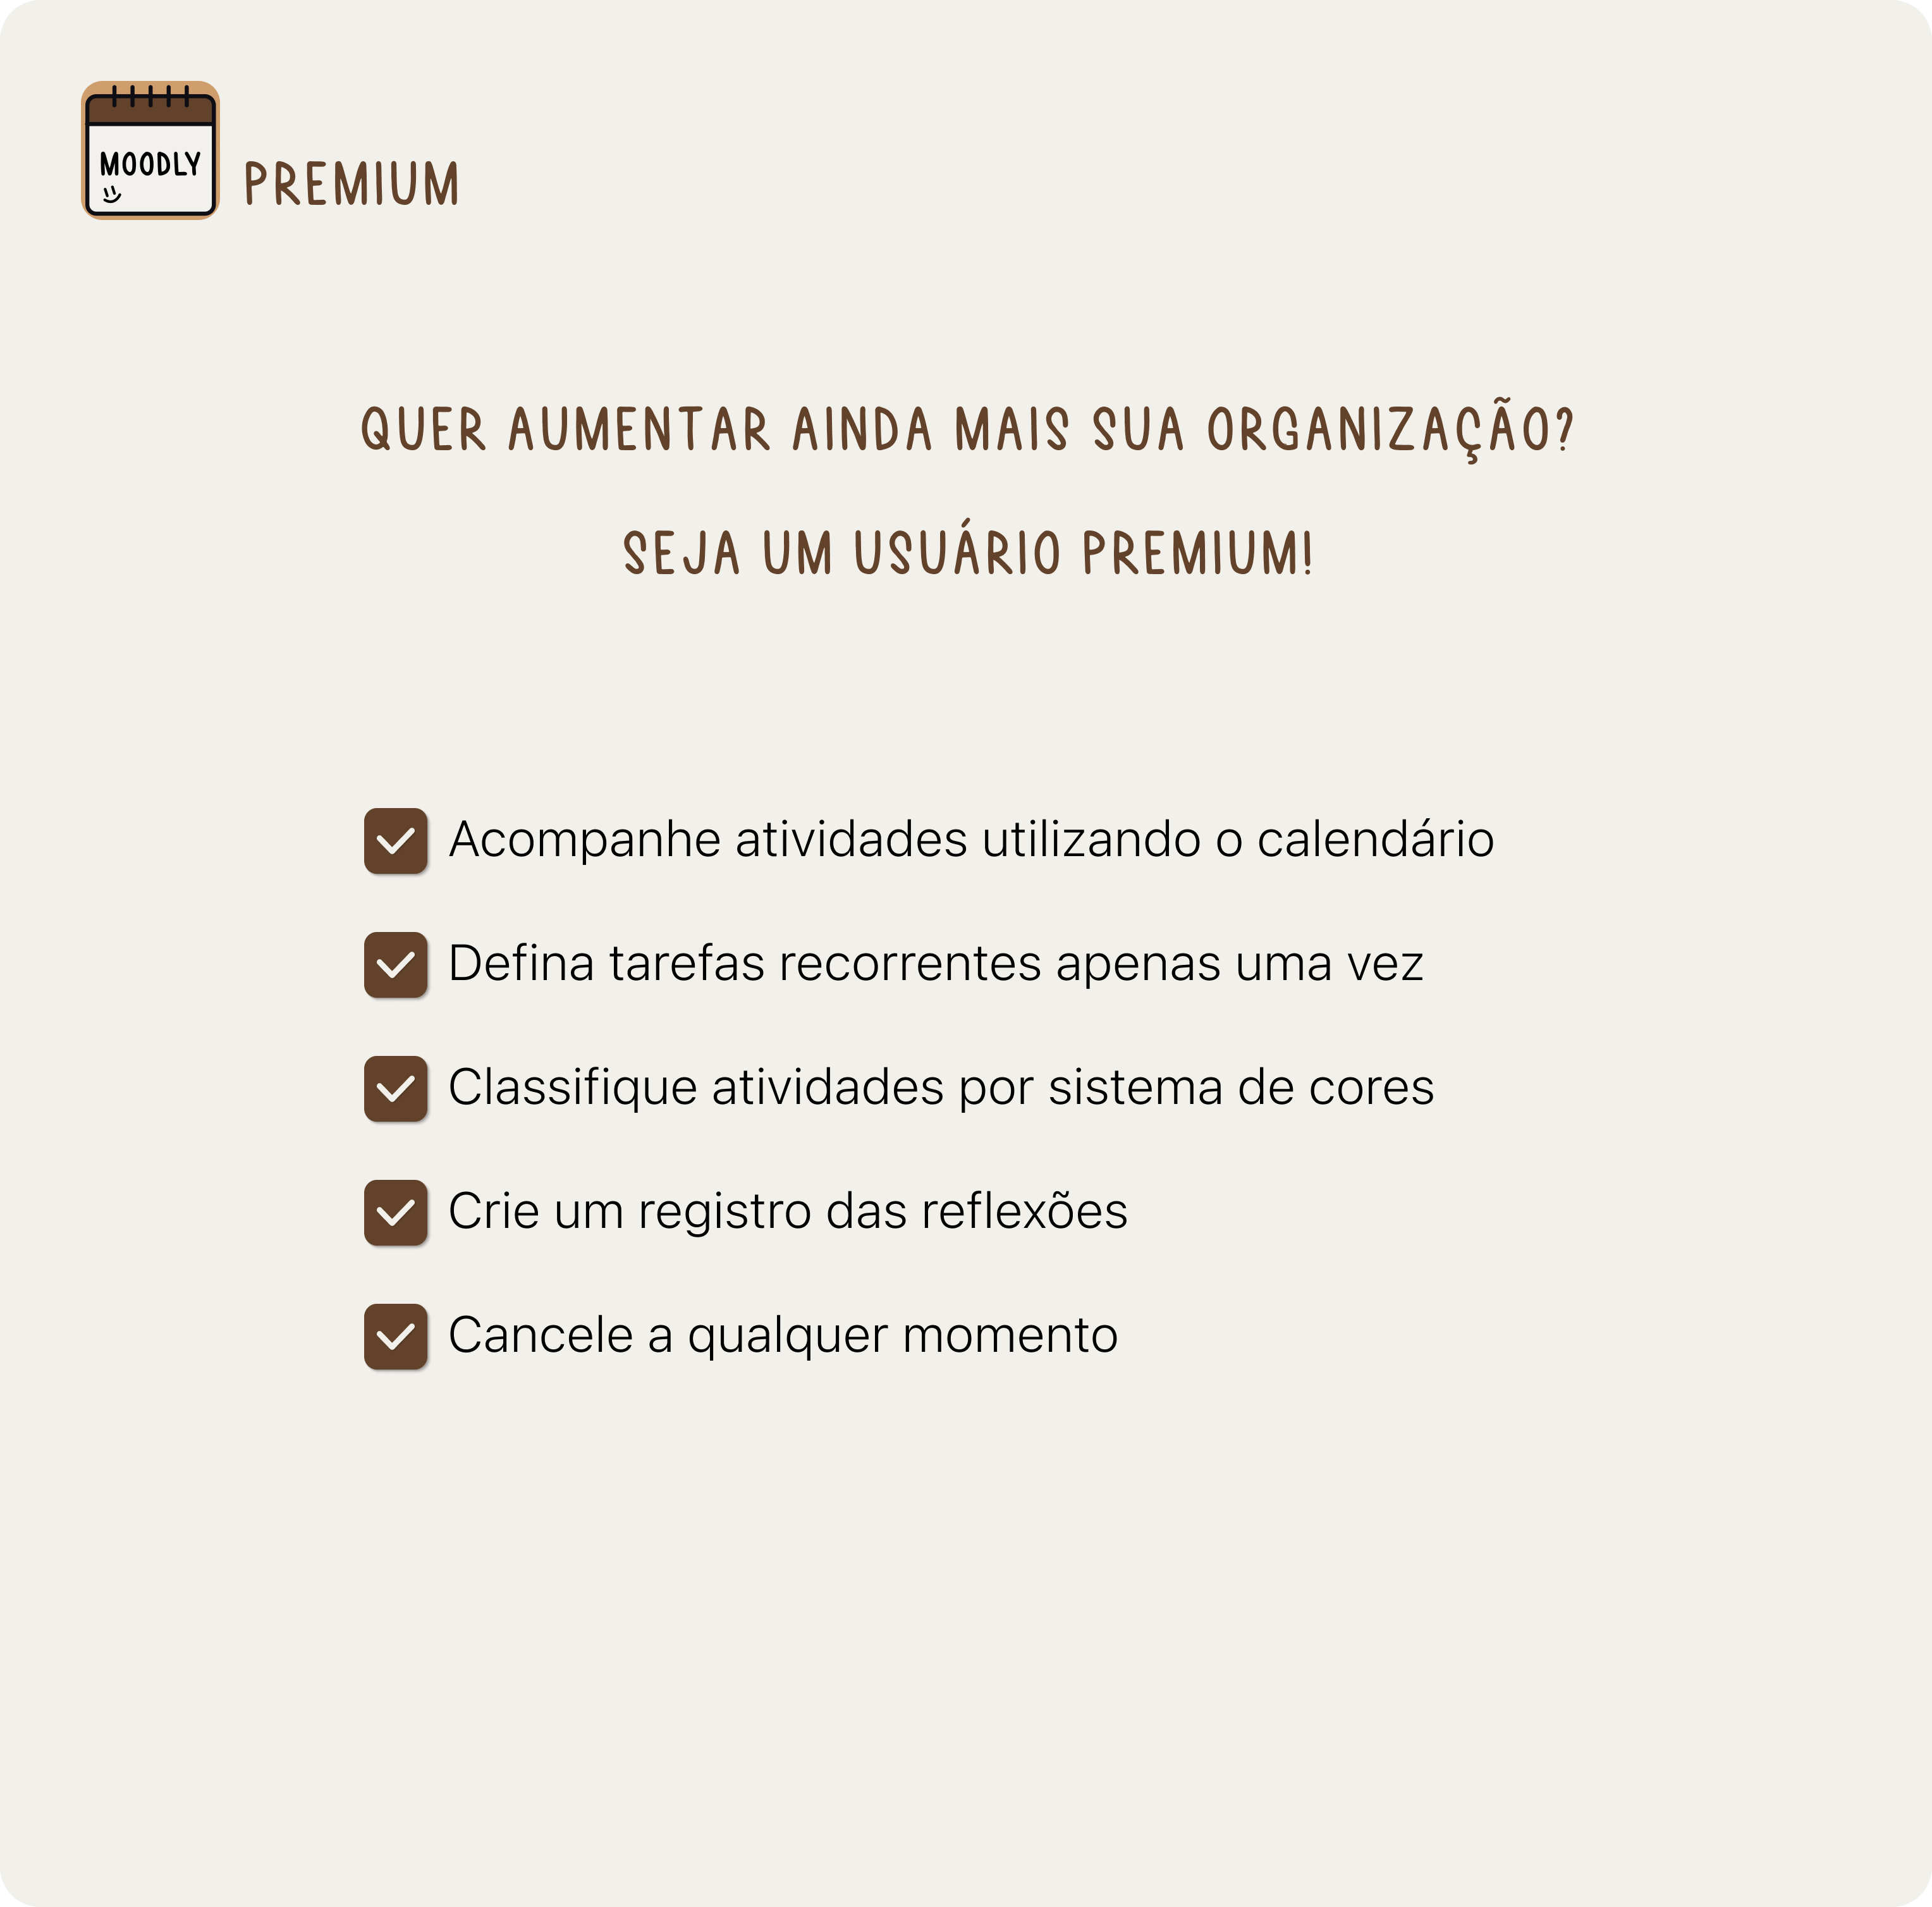 MOODLY
PREMIUM
QUER AUMENTAR AINDA MAIS SUA ORGANIZAÇÃO?
SEJA UM USUÁRIO PREMIUM!
Acompanhe atividades utilizando o calendário
Defina tarefas recorrentes apenas uma vez
Classifique atividades por sistema de cores
Crie um registro das reflexões
Cancele a qualquer momento